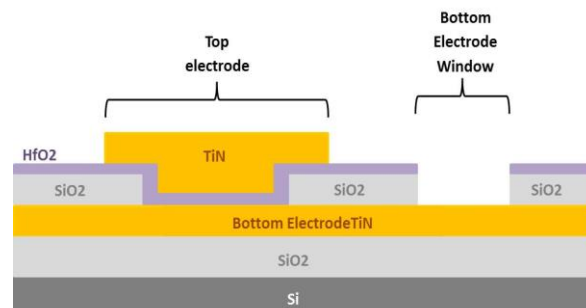 Top
electrode
Bottom
Electrode
Window
HfO2
TiN
SiO2
SiO2
SiO2
Bottom ElectrodeTiN
SiO2
Si